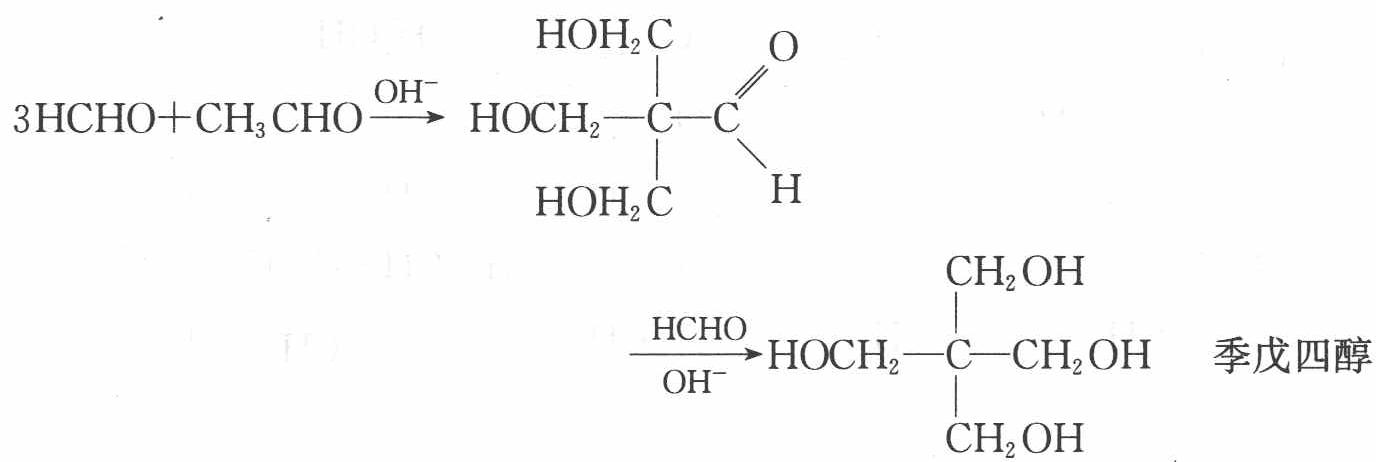 HOH₂C O
3HCHO+CH₃CHO OH⁻ HOCH₂—C—C
HOH₂C H
CH₂OH
HCHO OH⁻ HOCH₂—C—CH₂OH 季戊四醇
CH₂OH